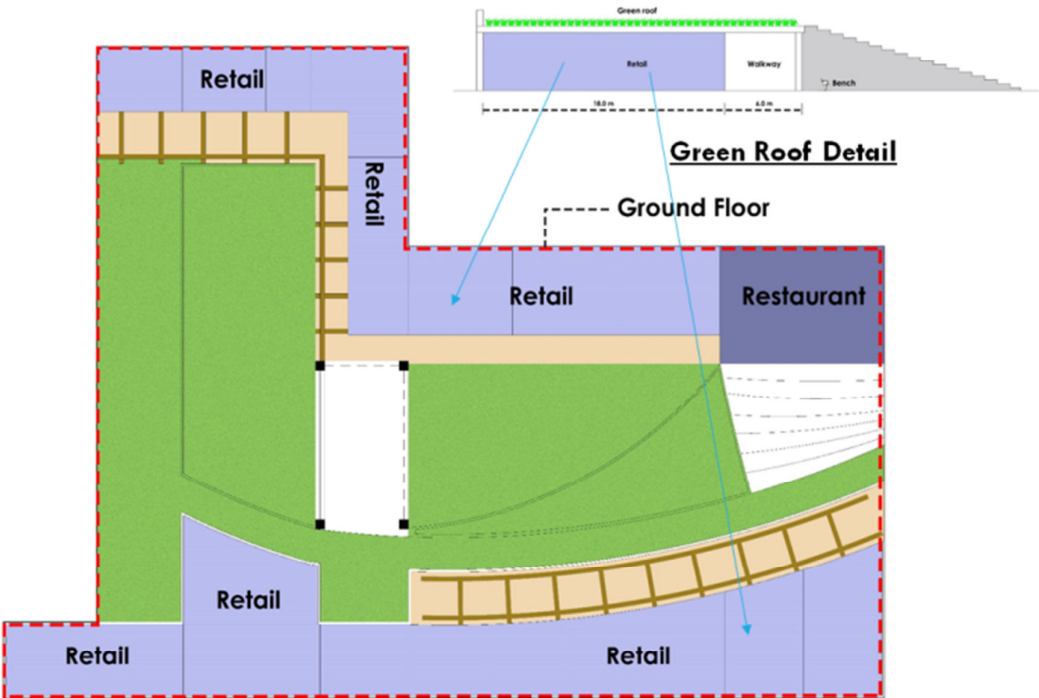 Green roof
Retail
Walkway
Bench
18.0 m
6.0 m
Green Roof Detail
Retail
Retail
Ground Floor
Retail
Restaurant
Retail
Retail
Retail